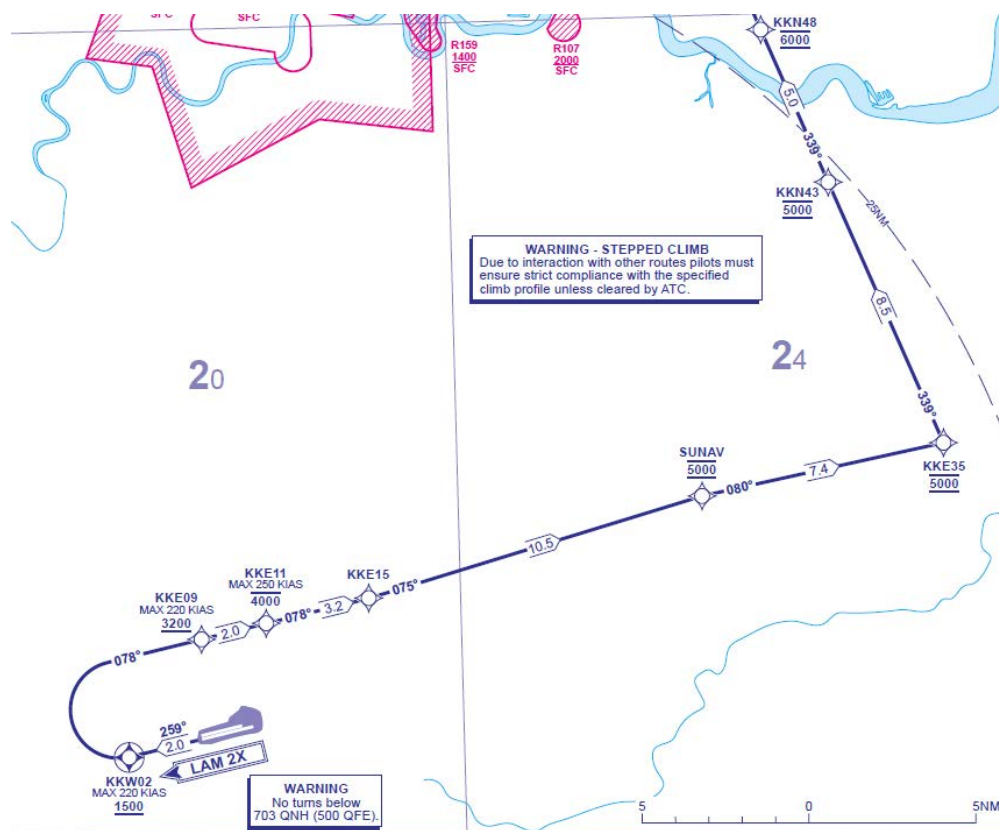 SFC
SFC
R159
1400
SFC
R107
2000
SFC
KKN48
6000
5.0
339°
KKN43
5000
25NM
WARNING - STEPPED CLIMB
Due to interaction with other routes pilots must
ensure strict compliance with the specified
climb profile unless cleared by ATC.
8.5
20
24
339°
SUNAV
5000
080°
7.4
KKE35
5000
10.5
KKE11
MAX 250 KIAS
4000
KKE15
075°
KKE09
MAX 220 KIAS
3200
2.0
078°
3.2
078°
259°
2.0
LAM 2X
KKW02
MAX 220 KIAS
1500
WARNING
No turns below
703 QNH (500 QFE).
5
0
5NM